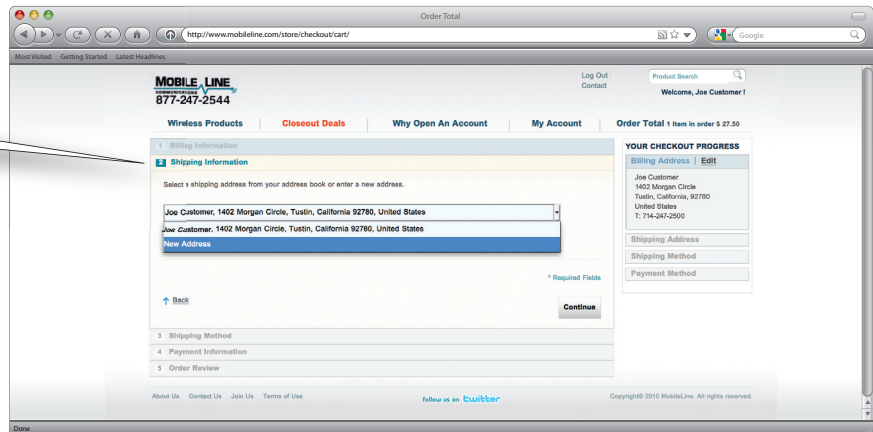 Order Total
http://www.mobileline.com/store/checkout/cart/
Google
Most Visited Getting Started Latest Headlines
MOBILE LINE
COMMUNICATIONS
877-247-2544
Log Out
Contact
Product Search
Welcome, Joe Customer !
Wireless Products Closeout Deals Why Open An Account My Account Order Total 1 Item in order $ 27.50
1 Billing Information
2 Shipping Information
Select a shipping address from your address book or enter a new address.
Joe Customer, 1402 Morgan Circle, Tustin, California 92780, United States
Joe Customer, 1402 Morgan Circle, Tustin, California 92780, United States
New Address
* Required Fields
Back
Continue
3 Shipping Method
4 Payment Information
5 Order Review
YOUR CHECKOUT PROGRESS
Billing Address | Edit
Joe Customer
1402 Morgan Circle
Tustin, California, 92780
United States
T: 714-247-2500
Shipping Address
Shipping Method
Payment Method
About Us Contact Us Join Us Terms of Use
follow us on twitter
Copyright© 2010 MobileLine. All rights reserved.
Done